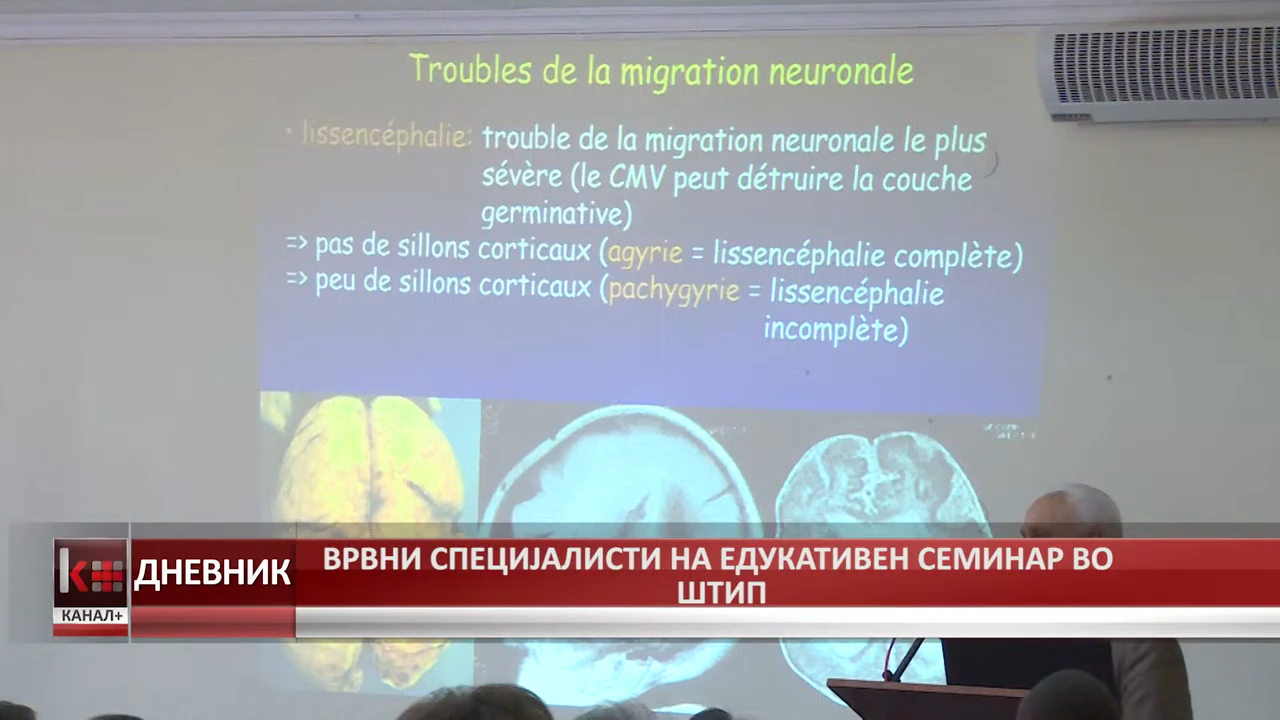 Troubles de la migration neuronale
• lissencéphalie: trouble de la migration neuronale le plus
sévère (le CMV peut détruire la couche
germinative)
=> pas de sillons corticaux (agyrie = lissencéphalie complète)
=> peu de sillons corticaux (pachygyrie = lissencéphalie
incomplète)
ДНЕВНИК
КАНАЛ+
ВРВНИ СПЕЦИЈАЛИСТИ НА ЕДУКАТИВЕН СЕМИНАР ВО
ШТИП